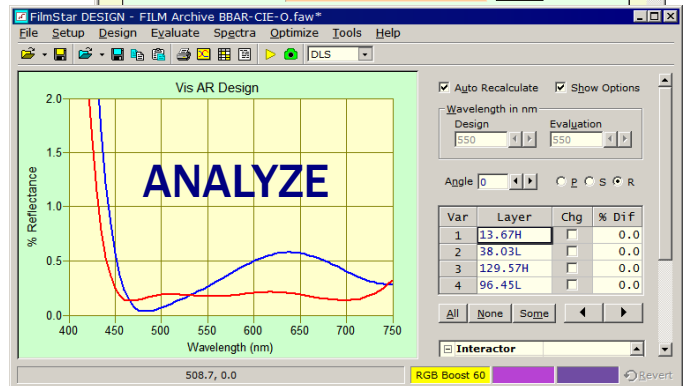 FilmStar DESIGN - FILM Archive BBAR-CIE-O.faw*
File Setup Design Evaluate Spectra Optimize Tools Help
DLS
Vis AR Design
2.0
1.5
1.0
0.5
0.0
% Reflectance
ANALYZE
400 450 500 550 600 650 700 750
Wavelength (nm)
Auto Recalculate Show Options
Wavelength in nm
Design Evaluation
550 550
Angle 0 P S R
Var Layer Chg % Dif
1 13.67H 0.0
2 38.03L 0.0
3 129.57H 0.0
4 96.45L 0.0
All None Some
Interactor
508.7, 0.0 RGB Boost 60 Revert